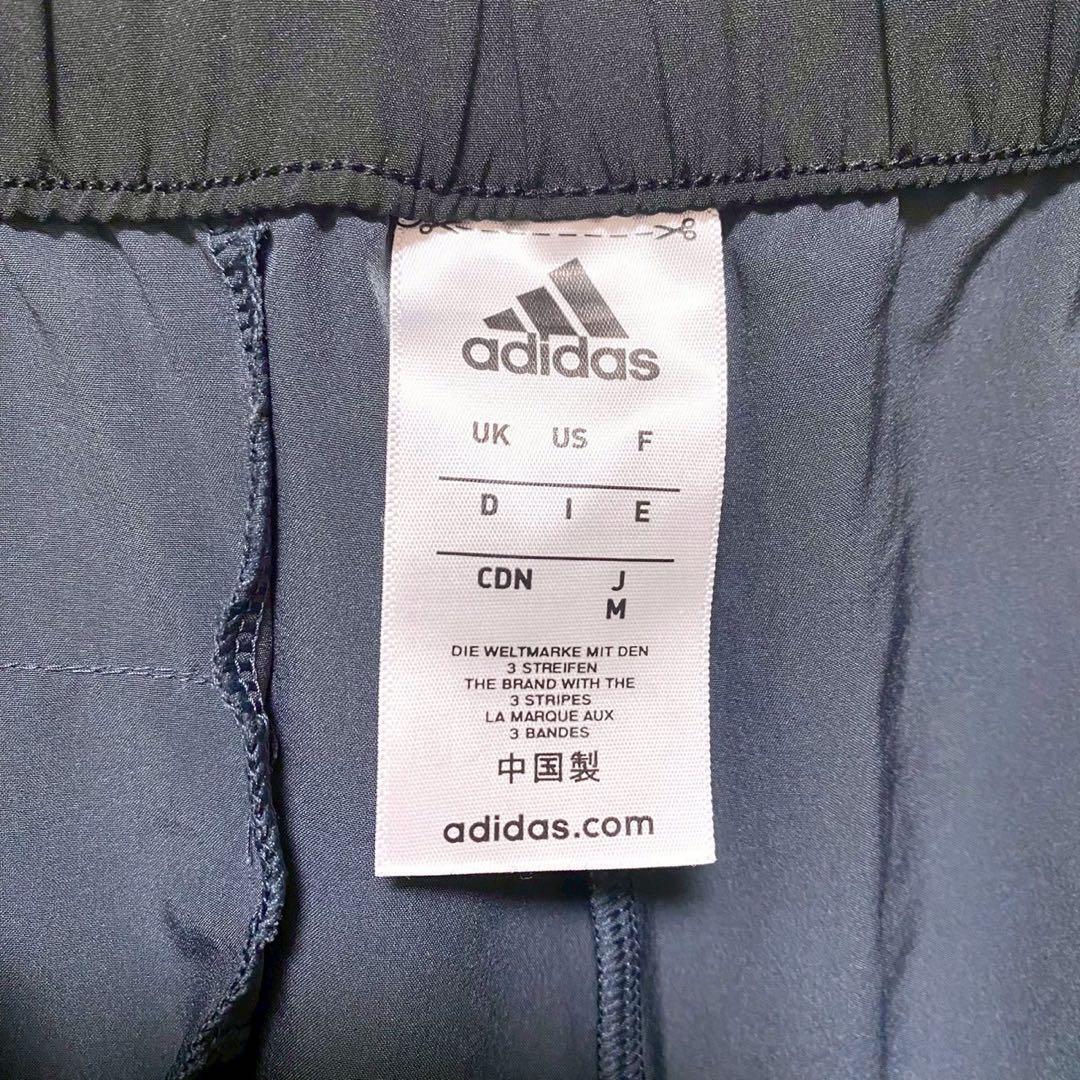 adidas
UK US F
D I E
CDN J
M
DIE WELTMARKE MIT DEN
3 STREIFEN
THE BRAND WITH THE
3 STRIPES
LA MARQUE AUX
3 BANDES
中国製
adidas.com